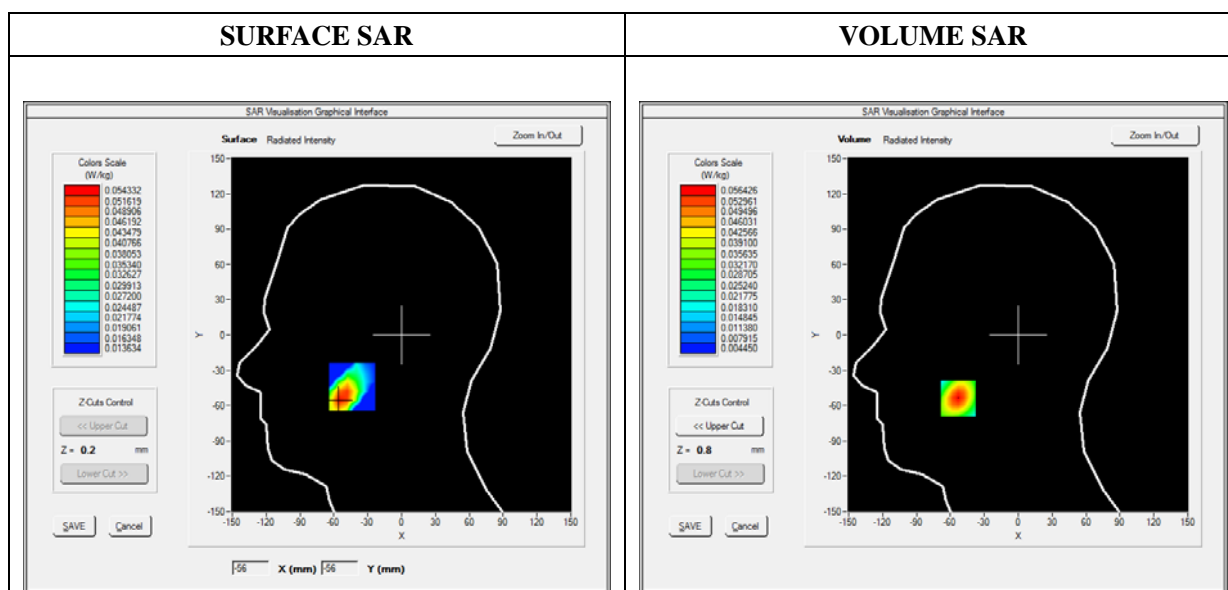 SURFACE SAR
VOLUME SAR
SAR Visualisation Graphical Interface
Surface Radiated Intensity
Zoom In/Out
Colors Scale
(W/kg)
0.054332
0.051619
0.048906
0.046192
0.043479
0.040766
0.038053
0.035340
0.032627
0.029913
0.027200
0.024487
0.021774
0.019061
0.016348
0.013634
Z-Cuts Control
<< Upper Cut
Z = 0.2 mm
Lower Cut >>
SAVE Cancel
150
120
90
60
30
0
-30
-60
-90
-120
-150
Y
-150 -120 -90 -60 -30 0 30 60 90 120 150
X
-56 X (mm) -56 Y (mm)
SAR Visualisation Graphical Interface
Volume Radiated Intensity
Zoom In/Out
Colors Scale
(W/kg)
0.056426
0.052961
0.049496
0.046031
0.042566
0.039100
0.035635
0.032170
0.028705
0.025240
0.021775
0.018310
0.014845
0.011380
0.007915
0.004450
Z-Cuts Control
<< Upper Cut
Z = 0.8 mm
Lower Cut >>
SAVE Cancel
150
120
90
60
30
0
-30
-60
-90
-120
-150
Y
-150 -120 -90 -60 -30 0 30 60 90 120 150
X